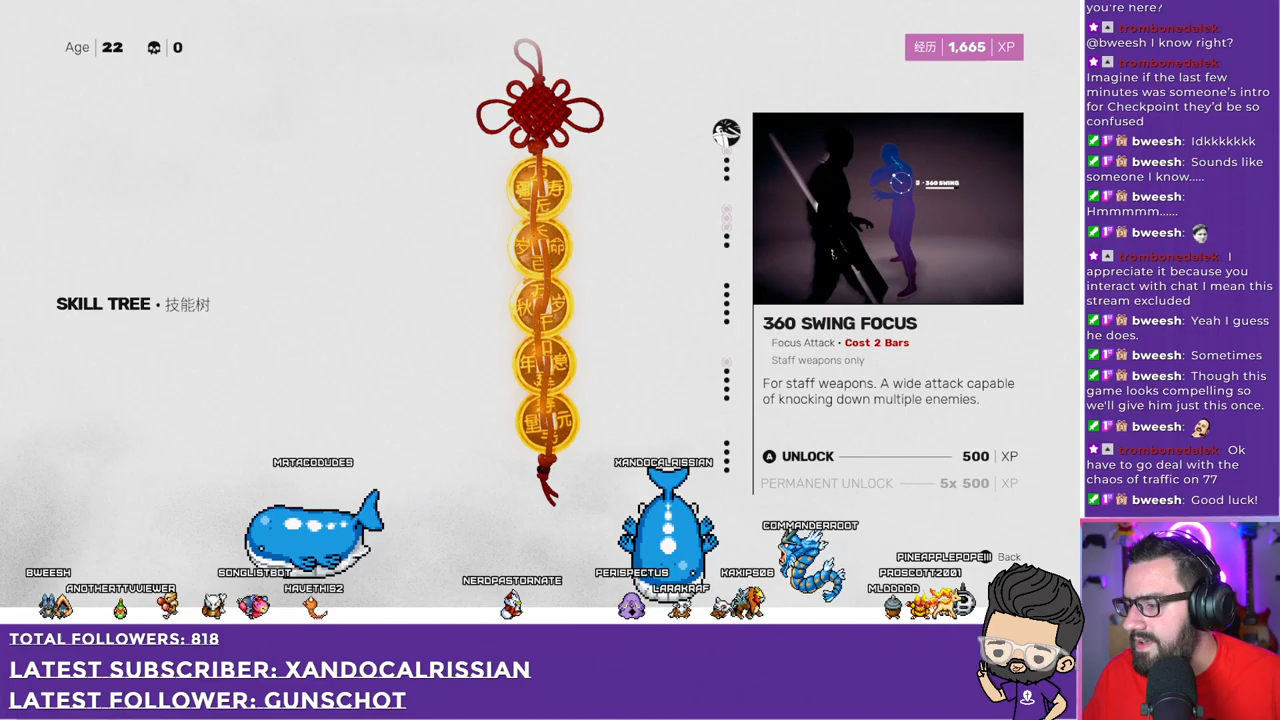 Age | 22
0
经历 | 1,665 | XP
SKILL TREE • 技能树
3 - 360 SWING
360 SWING FOCUS
Focus Attack • Cost 2 Bars
Staff weapons only
For staff weapons. A wide attack capable
of knocking down multiple enemies.
A UNLOCK 500 | XP
PERMANENT UNLOCK 5x 500 | XP
Back
MATACODUDES
XANDOCALRISSIAN
COMMANDERROOT
BWEESH
ANOTHERTTVVIEWER
SONGLISTBOT
HAVETHIS2
NERDPASTORNATE
PERISPECTUS
LARAKRAF
KAXIPS08
PROSCOTT2001
MLDDDDD
you're here?
trombonedalek:
@bweesh I know right?
trombonedalek:
Imagine if the last few
minutes was someone's intro
for Checkpoint they'd be so
confused
bweesh: Idkkkkkkk
bweesh: Sounds like
someone I know.....
bweesh:
Hmmmmm......
bweesh:
trombonedalek: I
appreciate it because you
interact with chat I mean this
stream excluded
bweesh: Yeah I guess
he does.
bweesh: Sometimes
bweesh: Though this
game looks compelling so
we'll give him just this once.
bweesh:
trombonedalek: Ok
have to go deal with the
chaos of traffic on 77
bweesh: Good luck!
TOTAL FOLLOWERS: 818
LATEST SUBSCRIBER: XANDOCALRISSIAN
LATEST FOLLOWER: GUNSCHOT